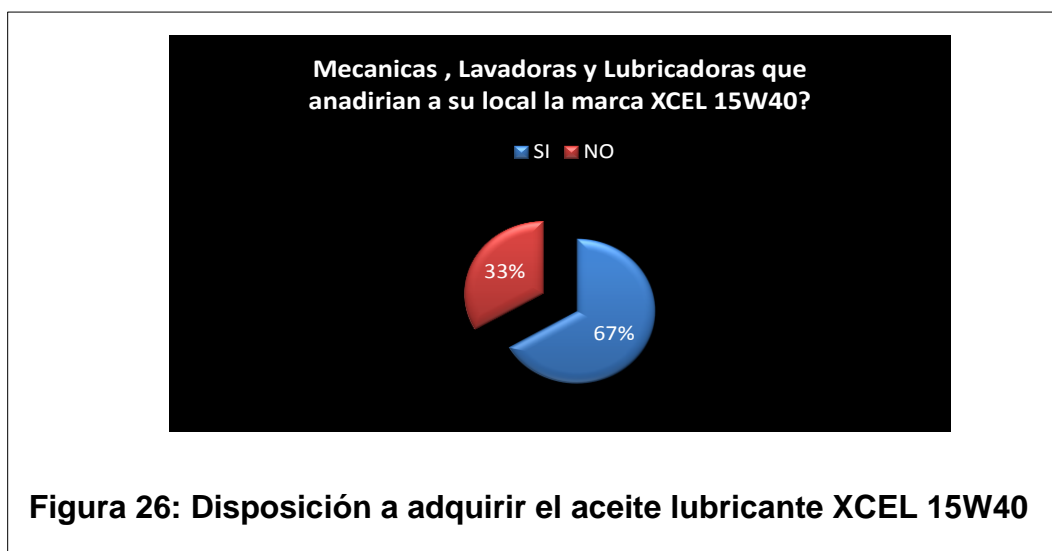 Mecanicas , Lavadoras y Lubricadoras que
anadirian a su local la marca XCEL 15W40?
SI NO
33%
67%
Figura 26: Disposición a adquirir el aceite lubricante XCEL 15W40